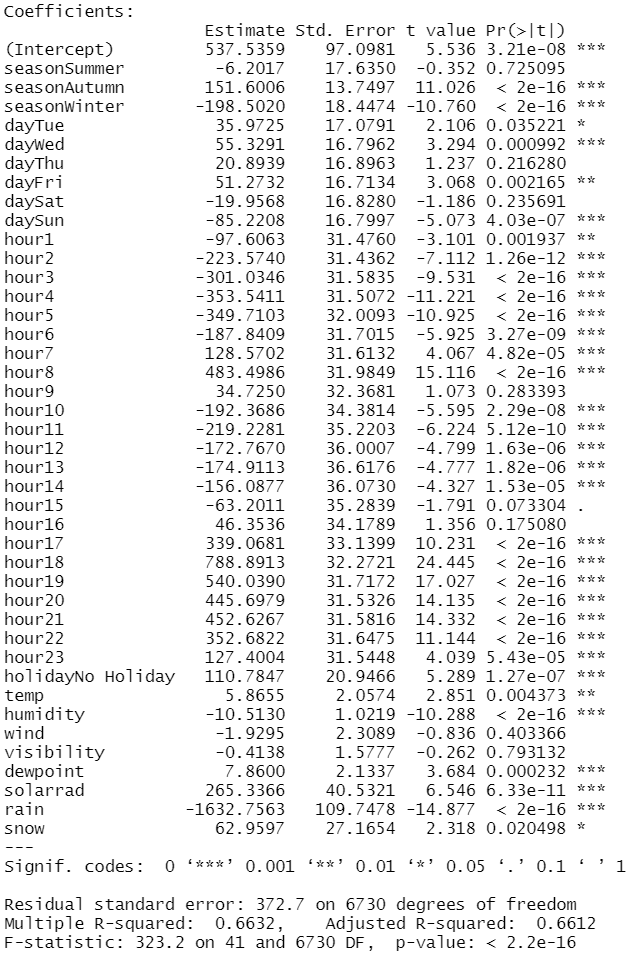 Coefficients:
Estimate Std. Error t value Pr(>|t|)
(Intercept) 537.5359 97.0981 5.536 3.21e-08 ***
seasonSummer -6.2017 17.6350 -0.352 0.725095
seasonAutumn 151.6006 13.7497 11.026 < 2e-16 ***
seasonWinter -198.5020 18.4474 -10.760 < 2e-16 ***
dayTue 35.9725 17.0791 2.106 0.035221 *
dayWed 55.3291 16.7962 3.294 0.000992 ***
dayThu 20.8939 16.8963 1.237 0.216280
dayFri 51.2732 16.7134 3.068 0.002165 **
daySat -19.9568 16.8280 -1.186 0.235691
daySun -85.2208 16.7997 -5.073 4.03e-07 ***
hour1 -97.6063 31.4760 -3.101 0.001937 **
hour2 -223.5740 31.4362 -7.112 1.26e-12 ***
hour3 -301.0346 31.5835 -9.531 < 2e-16 ***
hour4 -353.5411 31.5072 -11.221 < 2e-16 ***
hour5 -349.7103 32.0093 -10.925 < 2e-16 ***
hour6 -187.8409 31.7015 -5.925 3.27e-09 ***
hour7 128.5702 31.6132 4.067 4.82e-05 ***
hour8 483.4986 31.9849 15.116 < 2e-16 ***
hour9 34.7250 32.3681 1.073 0.283393
hour10 -192.3686 34.3814 -5.595 2.29e-08 ***
hour11 -219.2281 35.2203 -6.224 5.12e-10 ***
hour12 -172.7670 36.0007 -4.799 1.63e-06 ***
hour13 -174.9113 36.6176 -4.777 1.82e-06 ***
hour14 -156.0877 36.0730 -4.327 1.53e-05 ***
hour15 -63.2011 35.2839 -1.791 0.073304 .
hour16 46.3536 34.1789 1.356 0.175080
hour17 339.0681 33.1399 10.231 < 2e-16 ***
hour18 788.8913 32.2721 24.445 < 2e-16 ***
hour19 540.0390 31.7172 17.027 < 2e-16 ***
hour20 445.6979 31.5326 14.135 < 2e-16 ***
hour21 452.6267 31.5816 14.332 < 2e-16 ***
hour22 352.6822 31.6475 11.144 < 2e-16 ***
hour23 127.4004 31.5448 4.039 5.43e-05 ***
holidayNo Holiday 110.7847 20.9466 5.289 1.27e-07 ***
temp 5.8655 2.0574 2.851 0.004373 **
humidity -10.5130 1.0219 -10.288 < 2e-16 ***
wind -1.9295 2.3089 -0.836 0.403366
visibility -0.4138 1.5777 -0.262 0.793132
dewpoint 7.8600 2.1337 3.684 0.000232 ***
solarrad 265.3366 40.5321 6.546 6.33e-11 ***
rain -1632.7563 109.7478 -14.877 < 2e-16 ***
snow 62.9597 27.1654 2.318 0.020498 *
---
Signif. codes: 0 ‘***’ 0.001 ‘**’ 0.01 ‘*’ 0.05 ‘.’ 0.1 ‘ ’ 1
Residual standard error: 372.7 on 6730 degrees of freedom
Multiple R-squared: 0.6632, Adjusted R-squared: 0.6612
F-statistic: 323.2 on 41 and 6730 DF, p-value: < 2.2e-16